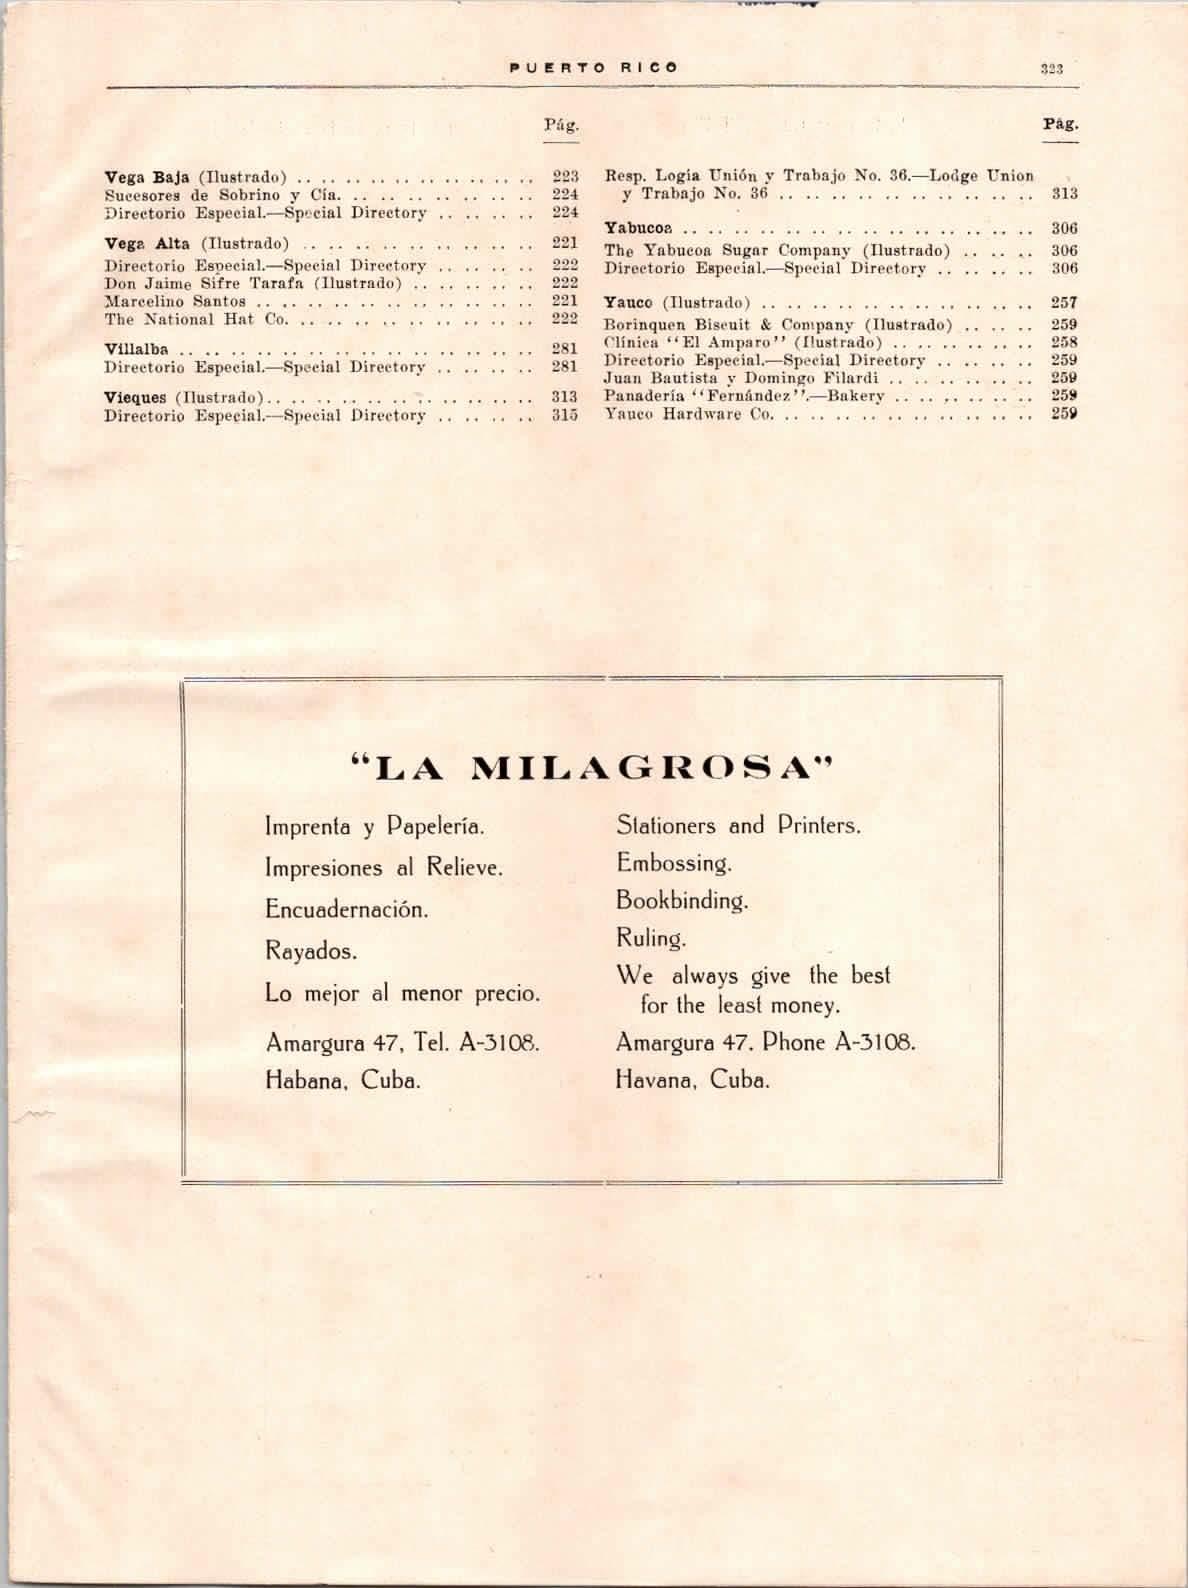 PUERTO RICO 323
Pág.
Vega Baja (Ilustrado) .. .. .. .. .. .. .. .. .. 223
Sucesores de Sobrino y Cía. .. .. .. .. .. .. .. 224
Directorio Especial.—Special Directory .. .. .. .. 224
Vega Alta (Ilustrado) .. .. .. .. .. .. .. .. .. 221
Directorio Especial.—Special Directory .. .. .. .. 222
Don Jaime Sifre Tarafa (Ilustrado) .. .. .. .. .. 222
Marcelino Santos .. .. .. .. .. .. .. .. .. .. .. 221
The National Hat Co. .. .. .. .. .. .. .. .. .. 222
Villalba .. .. .. .. .. .. .. .. .. .. .. .. .. .. 281
Directorio Especial.—Special Directory .. .. .. .. 281
Vieques (Ilustrado).. .. .. .. .. .. .. .. .. .. .. 313
Directorio Especial.—Special Directory .. .. .. .. 315
Pág.
Resp. Logia Unión y Trabajo No. 36.—Lodge Union
y Trabajo No. 36 .. .. .. .. .. .. .. .. .. .. 313
Yabucoa .. .. .. .. .. .. .. .. .. .. .. .. .. .. 306
The Yabucoa Sugar Company (Ilustrado) .. .. .. 306
Directorio Especial.—Special Directory .. .. .. .. 306
Yauco (Ilustrado) .. .. .. .. .. .. .. .. .. .. .. 257
Borinquen Biscuit & Company (Ilustrado) .. .. .. 259
Clínica "El Amparo" (Ilustrado) .. .. .. .. .. .. 258
Directorio Especial.—Special Directory .. .. .. .. 259
Juan Bautista y Domingo Filardi .. .. .. .. .. .. 259
Panadería "Fernández".—Bakery .. .. .. .. .. .. 259
Yauco Hardware Co. .. .. .. .. .. .. .. .. .. .. 259
"LA MILAGROSA"
Imprenta y Papelería.
Impresiones al Relieve.
Encuadernación.
Rayados.
Lo mejor al menor precio.
Amargura 47, Tel. A-3108.
Habana, Cuba.
Stationers and Printers.
Embossing.
Bookbinding.
Ruling.
We always give the best
for the least money.
Amargura 47. Phone A-3108.
Havana, Cuba.